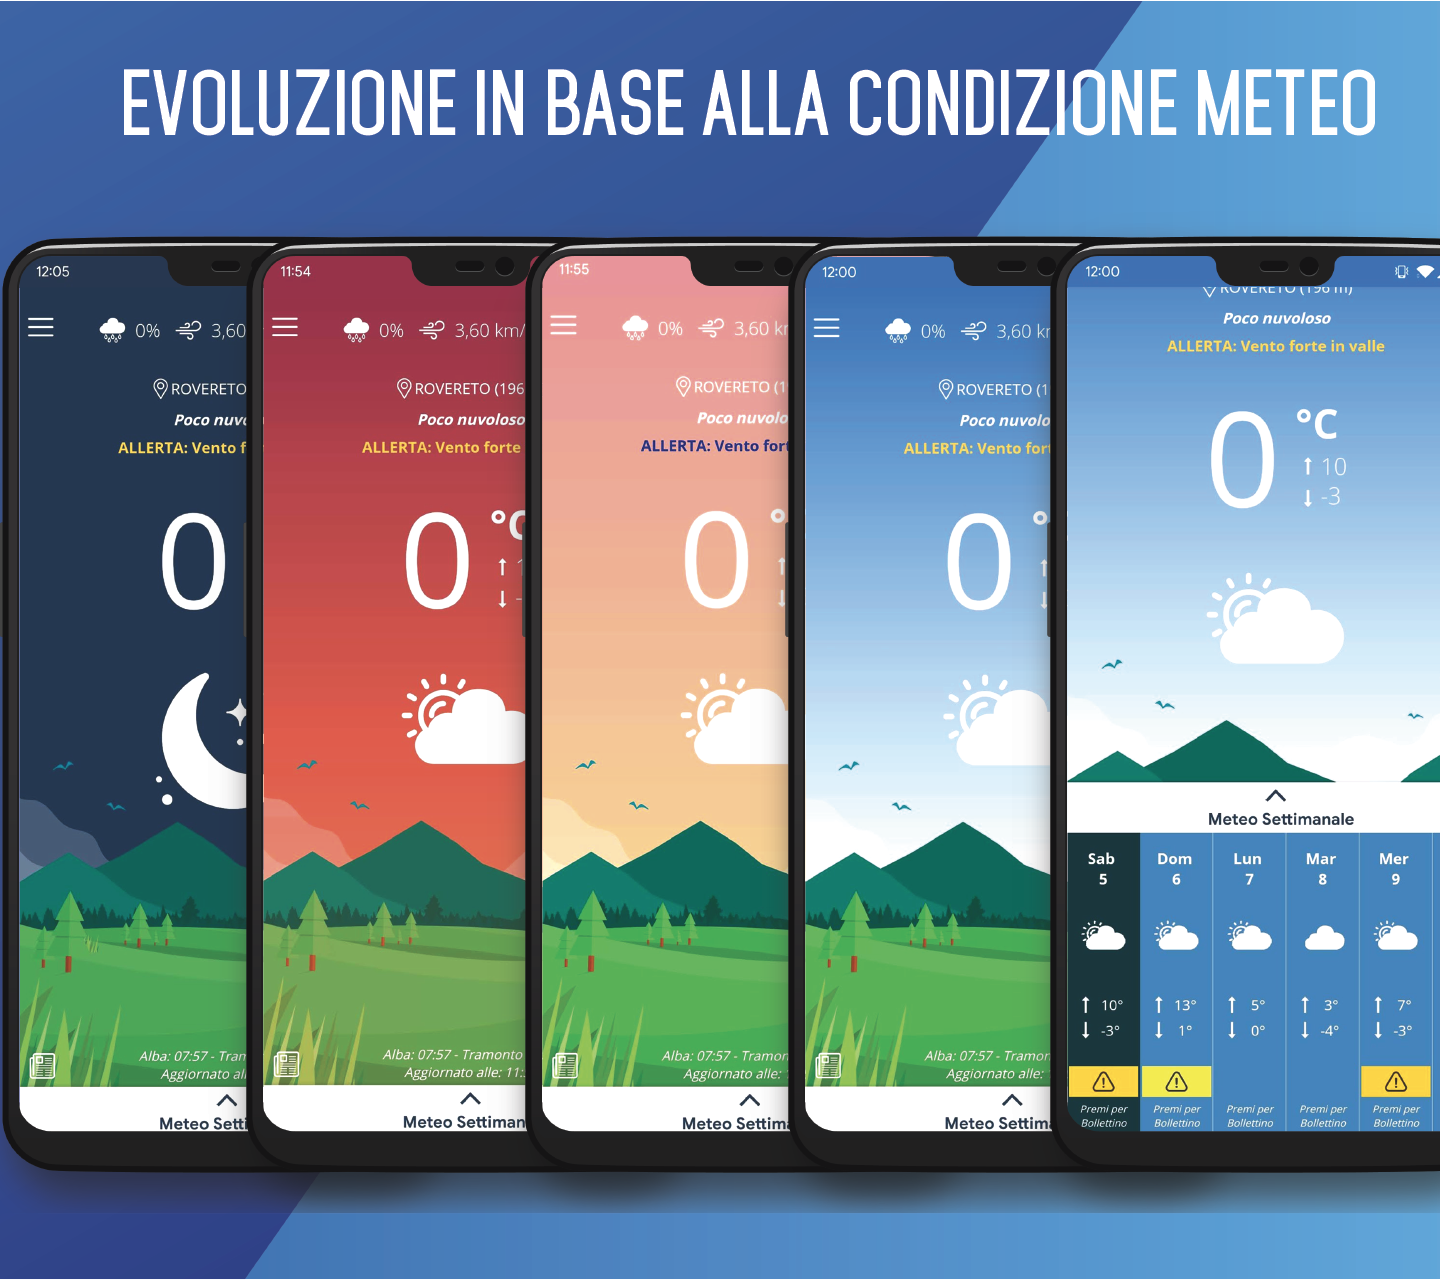 EVOLUZIONE IN BASE ALLA CONDIZIONE METEO
12:05
0%
3,60
ROVERETO
Poco nuvo
ALLERTA: Vento f
0
Alba: 07:57 - Tran
Aggiornato al
Meteo Setti
11:54
0%
3,60 km/
ROVERETO (196
Poco nuvoloso
ALLERTA: Vento forte
0
°C
Alba: 07:57 - Tramonto
Aggiornato alle: 11:
Meteo Settiman
11:55
0%
3,60 k
ROVERETO (1
Poco nuvolo
ALLERTA: Vento fort
0
°
Alba: 07:57 - Tramon
Aggiornato alle:
Meteo Settima
12:00
0%
3,60 k
ROVERETO (1
Poco nuvolo
ALLERTA: Vento for
0
°
Alba: 07:57 - Tramon
Aggiornato alle:
Meteo Settima
12:00
ROVERETO (196 m)
Poco nuvoloso
ALLERTA: Vento forte in valle
0 °C
10
-3
Meteo Settimanale
Sab Dom Lun Mar Mer
5 6 7 8 9
10° 13° 5° 3° 7°
-3° 1° 0° -4° -3°
Premi per Premi per Premi per Premi per Premi per
Bollettino Bollettino Bollettino Bollettino Bollettino